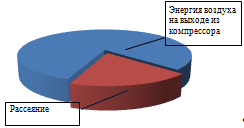 Энергия воздуха
на выходе из
компрессора
Рассеяние